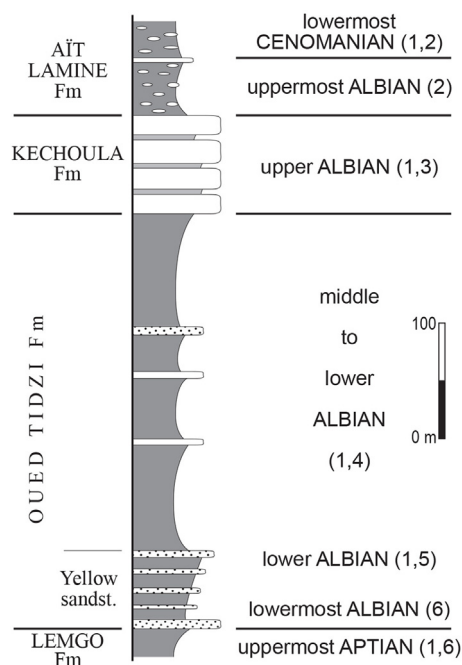 lowermost
CENOMANIAN (1,2)
AÏT
LAMINE
Fm
uppermost ALBIAN (2)
KECHOULA
Fm
upper ALBIAN (1,3)
OUED TIDZI Fm
middle
to
lower
ALBIAN
(1,4)
100
0 m
lower ALBIAN (1,5)
Yellow
sandst.
lowermost ALBIAN (6)
LEMGO
Fm
uppermost APTIAN (1,6)